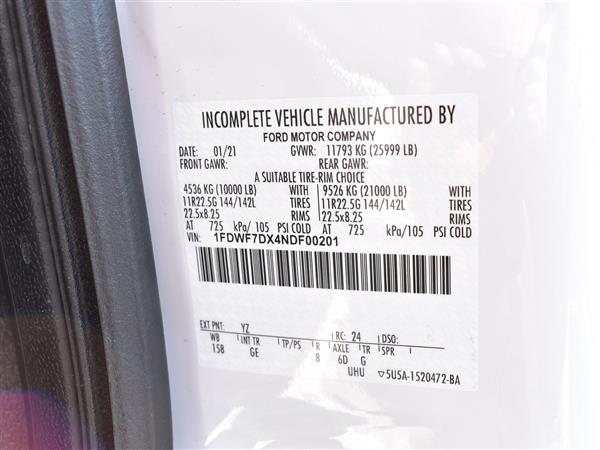 INCOMPLETE VEHICLE MANUFACTURED BY
FORD MOTOR COMPANY
DATE: 01/21 GVWR: 11793 KG (25999 LB)
FRONT GAWR: REAR GAWR:
A SUITABLE TIRE-RIM CHOICE
4536 KG (10000 LB) WITH 9526 KG (21000 LB) WITH
11R22.5G 144/142L TIRES 11R22.5G 144/142L TIRES
22.5x8.25 RIMS 22.5x8.25 RIMS
AT 725 kPa/ 105 PSI COLD AT 725 kPa/ 105 PSI COLD
VIN: 1FDWF7DX4NDF00201
EXT PNT: YZ RC: 24 DSO:
WB INT TR TP/PS R AXLE TR SPR
158 GE 8 6D G
UHU ▽5U5A-1520472-BA